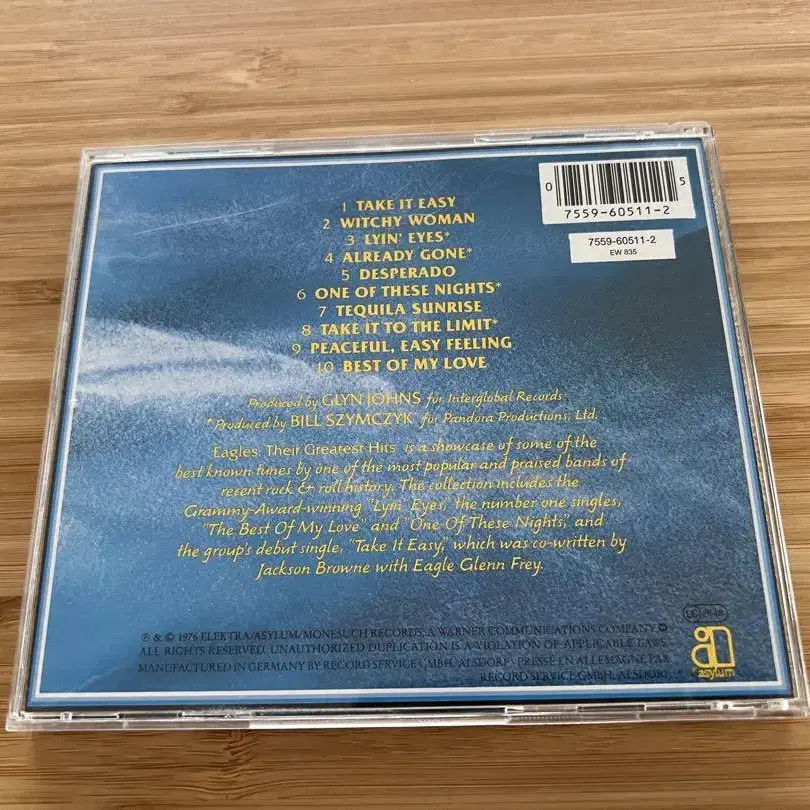 1 TAKE IT EASY
2 WITCHY WOMAN
3 LYIN' EYES*
4 ALREADY GONE*
5 DESPERADO
6 ONE OF THESE NIGHTS*
7 TEQUILA SUNRISE
8 TAKE IT TO THE LIMIT*
9 PEACEFUL, EASY FEELING
10 BEST OF MY LOVE
0 5
7559-60511-2
7559-60511-2
EW 835
Produced by GLYN JOHNS for Interglobal Records
*Produced by BILL SZYMCZYK for Pandora Productions, Ltd.
Eagles: Their Greatest Hits is a showcase of some of the
best known tunes by one of the most popular and praised bands of
recent rock & roll history. The collection includes the
Grammy-Award-winning "Lyin' Eyes, the number one singles,
"The Best Of My Love" and "One Of These Nights," and
the group's debut single, "Take It Easy," which was co-written by
Jackson Browne with Eagle Glenn Frey.
℗ & © 1976 ELEKTRA/ASYLUM/NONESUCH RECORDS, A WARNER COMMUNICATIONS COMPANY
ALL RIGHTS RESERVED. UNAUTHORIZED DUPLICATION IS A VIOLATION OF APPLICABLE LAWS.
MANUFACTURED IN GERMANY BY RECORD SERVICE GMBH, ALSDORF · PRESSÉ EN ALLEMAGNE PAR
RECORD SERVICE GMBH, ALSDORF
asylum